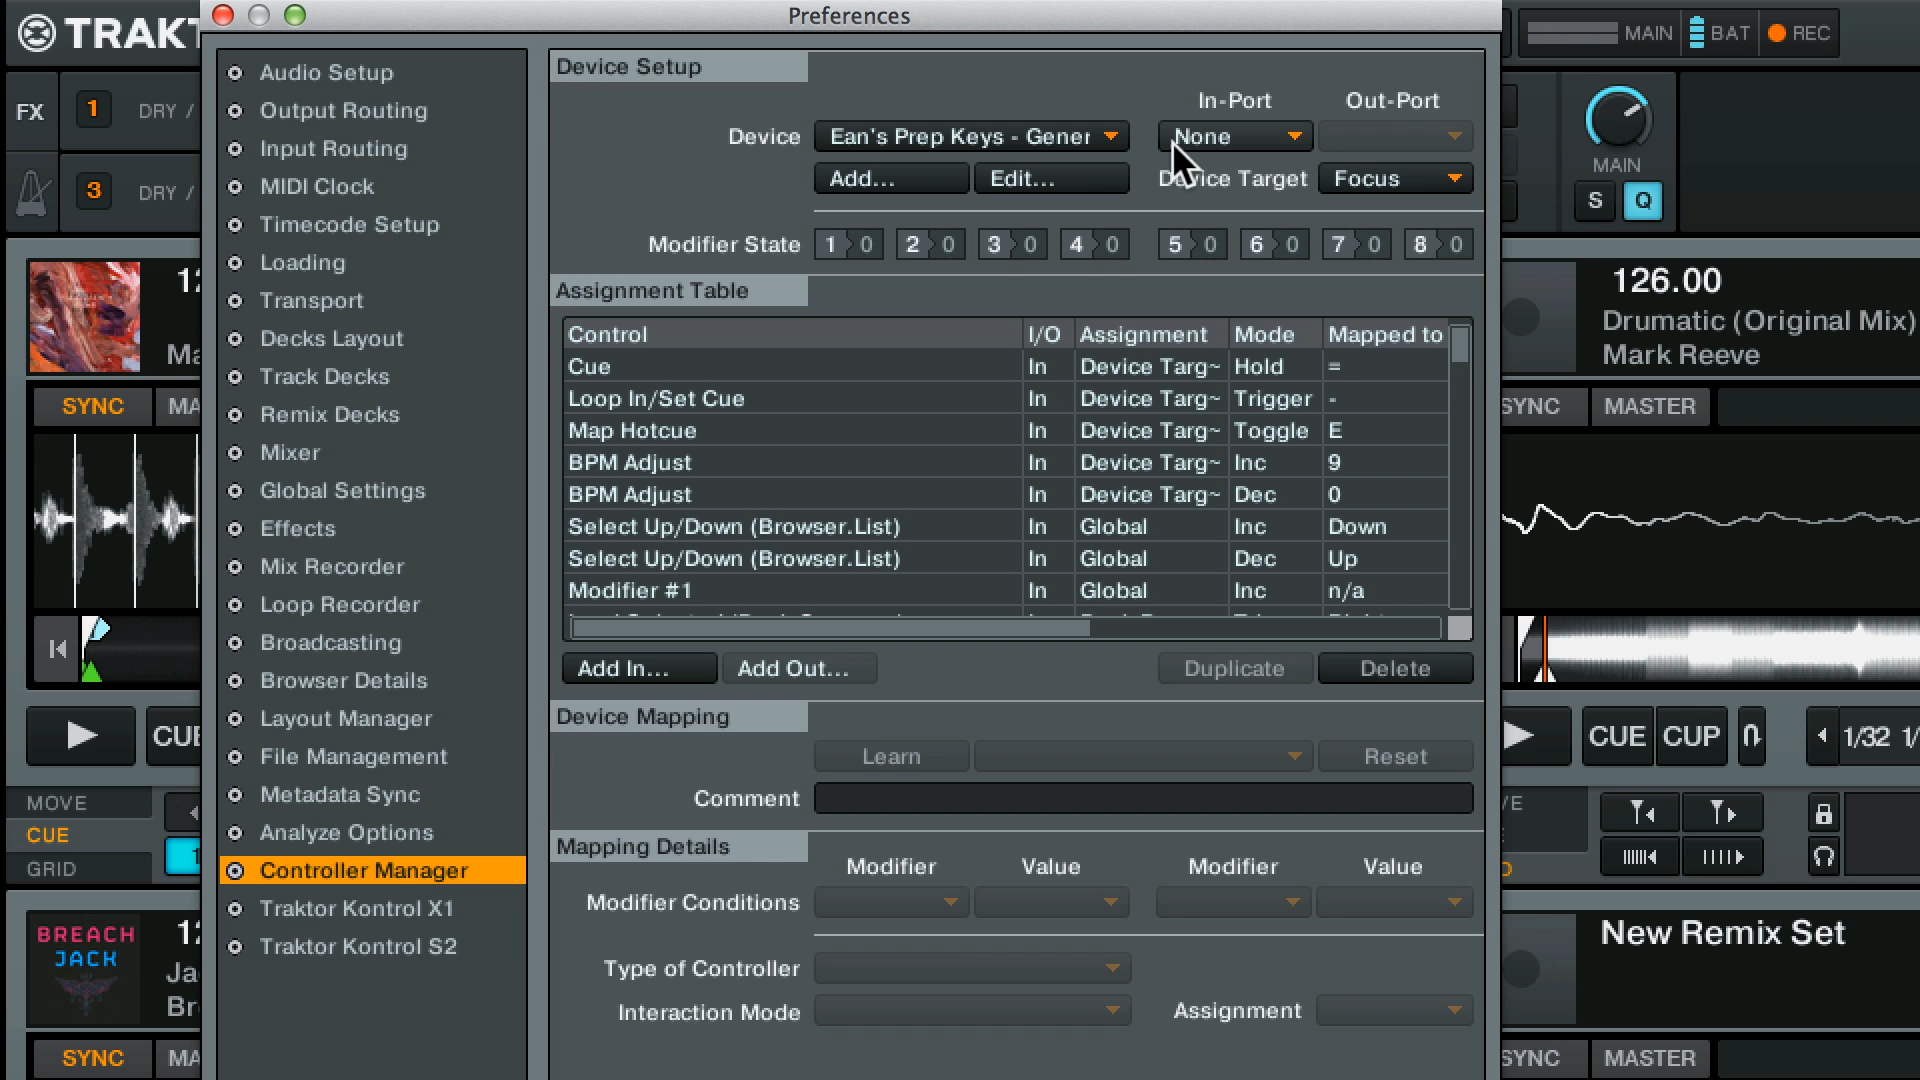 TRAKT
Preferences
MAIN
BAT
REC
FX
1
DRY /
3
DRY /
MAIN
S
Q
Audio Setup
Output Routing
Input Routing
MIDI Clock
Timecode Setup
Loading
Transport
Decks Layout
Track Decks
Remix Decks
Mixer
Global Settings
Effects
Mix Recorder
Loop Recorder
Broadcasting
Browser Details
Layout Manager
File Management
Metadata Sync
Analyze Options
Controller Manager
Traktor Kontrol X1
Traktor Kontrol S2
Device Setup
In-Port Out-Port
Device Ean's Prep Keys - Gener None
Add... Edit... Device Target Focus
Modifier State 1 0 2 0 3 0 4 0 5 0 6 0 7 0 8 0
Assignment Table
Control I/O Assignment Mode Mapped to
Cue In Device Targ~ Hold =
Loop In/Set Cue In Device Targ~ Trigger -
Map Hotcue In Device Targ~ Toggle E
BPM Adjust In Device Targ~ Inc 9
BPM Adjust In Device Targ~ Dec 0
Select Up/Down (Browser.List) In Global Inc Down
Select Up/Down (Browser.List) In Global Dec Up
Modifier #1 In Global Inc n/a
Add In... Add Out... Duplicate Delete
Device Mapping
Learn Reset
Comment
Mapping Details
Modifier Value Modifier Value
Modifier Conditions
Type of Controller
Interaction Mode Assignment
SYNC MA
CUE
MOVE
CUE
GRID
BREACH
JACK
Ja
Br
SYNC MA
126.00
Drumatic (Original Mix)
Mark Reeve
SYNC MASTER
CUE CUP 1/32
New Remix Set
SYNC MASTER